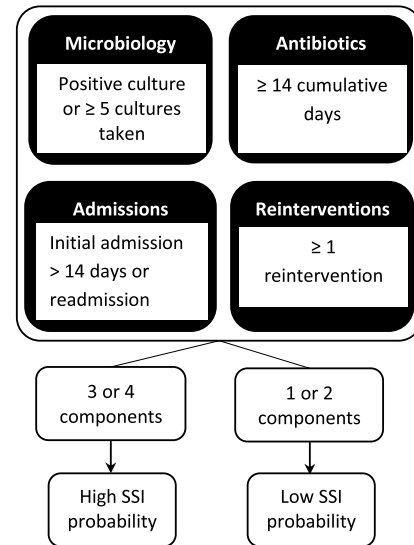 Microbiology
Positive culture
or ≥ 5 cultures
taken
Antibiotics
≥ 14 cumulative
days
Admissions
Initial admission
> 14 days or
readmission
Reinterventions
≥ 1
reintervention
3 or 4
components
1 or 2
components
High SSI
probability
Low SSI
probability